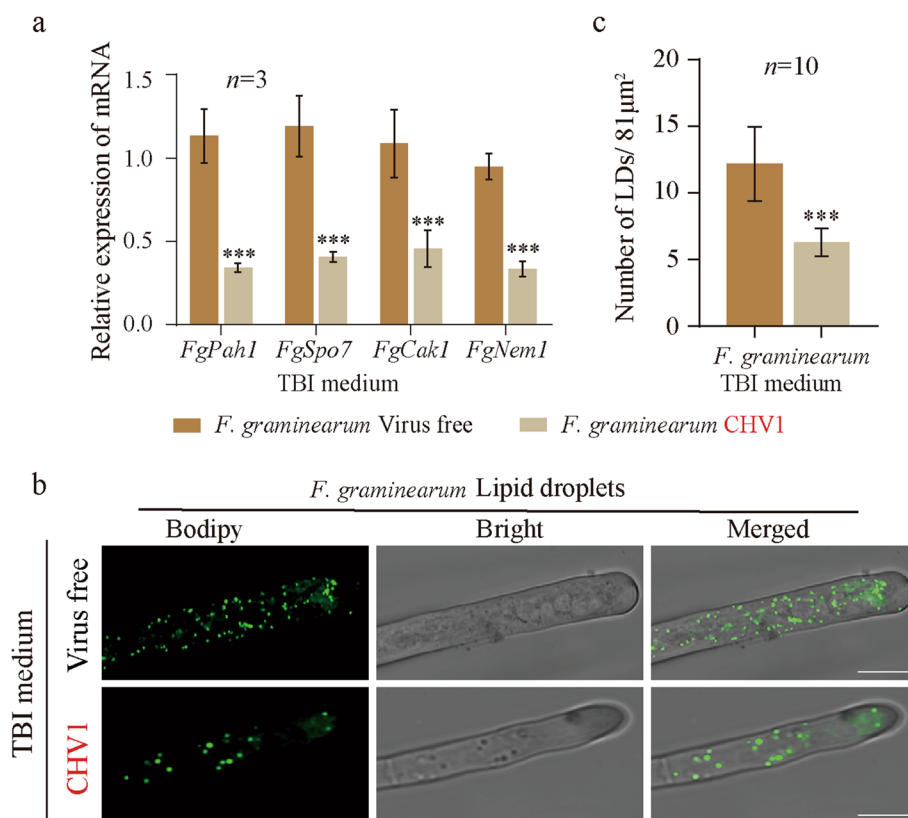 a
Relative expression of mRNA
n=3
1.5
1.0
0.5
0.0
***
***
***
***
FgPah1
FgSpo7
FgCak1
FgNem1
TBI medium
c
Number of LDs/ 81μm²
n=10
20
15
10
5
0
***
F. graminearum
TBI medium
F. graminearum Virus free
F. graminearum CHV1
b
F. graminearum Lipid droplets
Bodipy
Bright
Merged
TBI medium
Virus free
CHV1